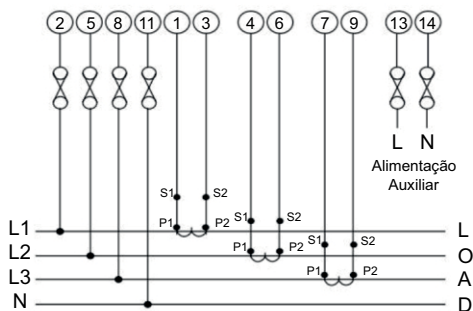 2 5 8 11 1 3 4 6 7 9 13 14
L N
Alimentação
Auxiliar
S1 S2
S1 S2
L1 P1 P2 L
S1 S2
L2 P1 P2 O
L3 P1 P2 A
N D